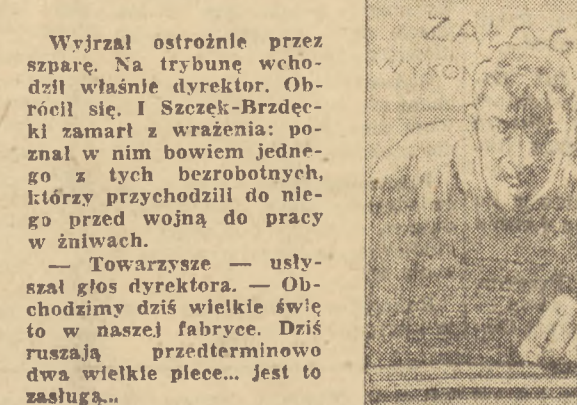 Wyjrzał ostrożnie przez
szparę. Na trybunę wcho-
dził właśnie dyrektor. Ob-
rócił się. I Szczęk-Brzdęc-
ki zamarł z wrażenia: po-
znał w nim bowiem jedne-
go z tych bezrobotnych,
którzy przychodzili do nie-
go przed wojną do pracy
w żniwach.
— Towarzysze — usły-
szał głos dyrektora. — Ob-
chodzimy dziś wielkie świę
to w naszej fabryce. Dziś
ruszają przedterminowo
dwa wielkie piece... jest to
zasługą...
ZAŁOG
WYKON